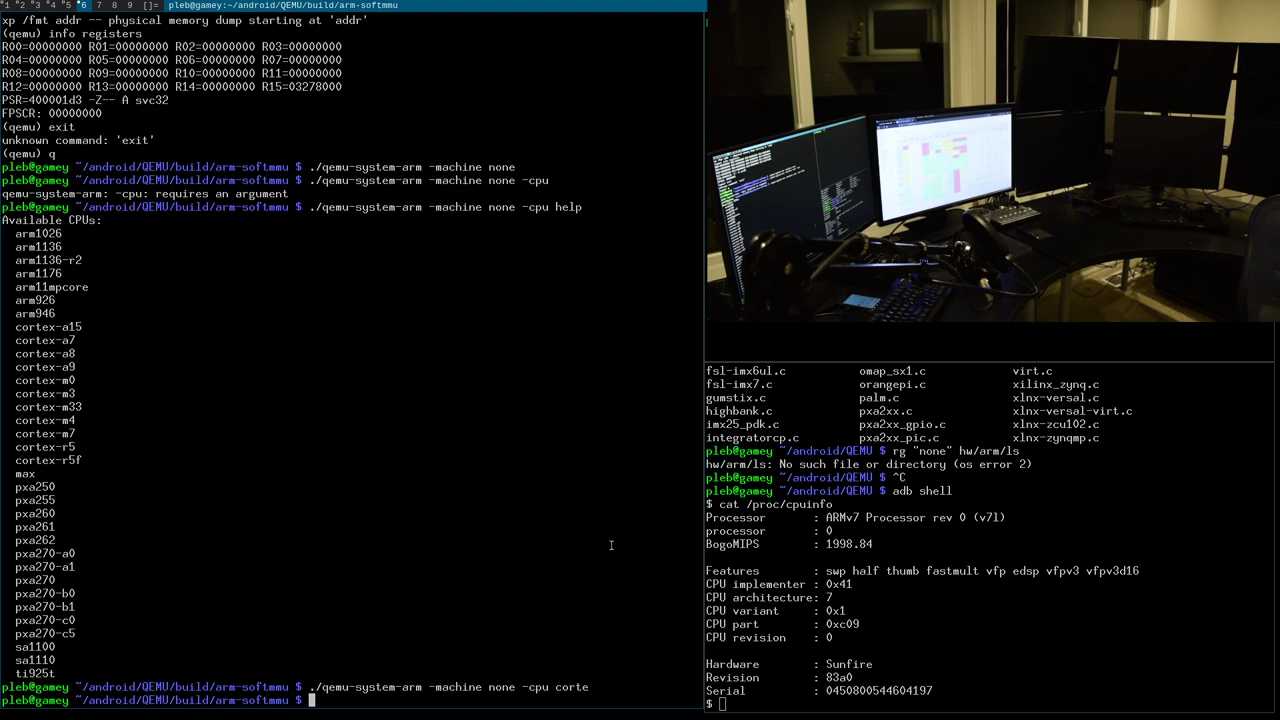 1 2 3 4 5 6 7 8 9 []= pleb@gamey: ~/android/QEMU/build/arm-softmmu
xp /fmt addr -- physical memory dump starting at 'addr'
(qemu) info registers
R00=00000000 R01=00000000 R02=00000000 R03=00000000
R04=00000000 R05=00000000 R06=00000000 R07=00000000
R08=00000000 R09=00000000 R10=00000000 R11=00000000
R12=00000000 R13=00000000 R14=00000000 R15=03278000
PSR=400001d3 -Z-- A svc32
FPSCR: 00000000
(qemu) exit
unknown command: 'exit'
(qemu) q
pleb@gamey ~/android/QEMU/build/arm-softmmu $ ./qemu-system-arm -machine none
pleb@gamey ~/android/QEMU/build/arm-softmmu $ ./qemu-system-arm -machine none -cpu
qemu-system-arm: -cpu: requires an argument
pleb@gamey ~/android/QEMU/build/arm-softmmu $ ./qemu-system-arm -machine none -cpu help
Available CPUs:
arm1026
arm1136
arm1136-r2
arm1176
arm11mpcore
arm926
arm946
cortex-a15
cortex-a7
cortex-a8
cortex-a9
cortex-m0
cortex-m3
cortex-m33
cortex-m4
cortex-m7
cortex-r5
cortex-r5f
max
pxa250
pxa255
pxa260
pxa261
pxa262
pxa270-a0
pxa270-a1
pxa270
pxa270-b0
pxa270-b1
pxa270-c0
pxa270-c5
sa1100
sa1110
ti925t
pleb@gamey ~/android/QEMU/build/arm-softmmu $ ./qemu-system-arm -machine none -cpu corte
pleb@gamey ~/android/QEMU/build/arm-softmmu $
fsl-imx6ul.c omap_sx1.c virt.c
fsl-imx7.c orangepi.c xilinx_zynq.c
gumstix.c palm.c xlnx-versal.c
highbank.c pxa2xx.c xlnx-versal-virt.c
imx25_pdk.c pxa2xx_gpio.c xlnx-zcu102.c
integratorcp.c pxa2xx_pic.c xlnx-zynqmp.c
pleb@gamey ~/android/QEMU $ rg "none" hw/arm/ls
hw/arm/ls: No such file or directory (os error 2)
pleb@gamey ~/android/QEMU $ ^C
pleb@gamey ~/android/QEMU $ adb shell
$ cat /proc/cpuinfo
Processor : ARMv7 Processor rev 0 (v7l)
processor : 0
BogoMIPS : 1998.84
Features : swp half thumb fastmult vfp edsp vfpv3 vfpv3d16
CPU implementer : 0x41
CPU architecture: 7
CPU variant : 0x1
CPU part : 0xc09
CPU revision : 0
Hardware : Sunfire
Revision : 83a0
Serial : 0450800544604197
$